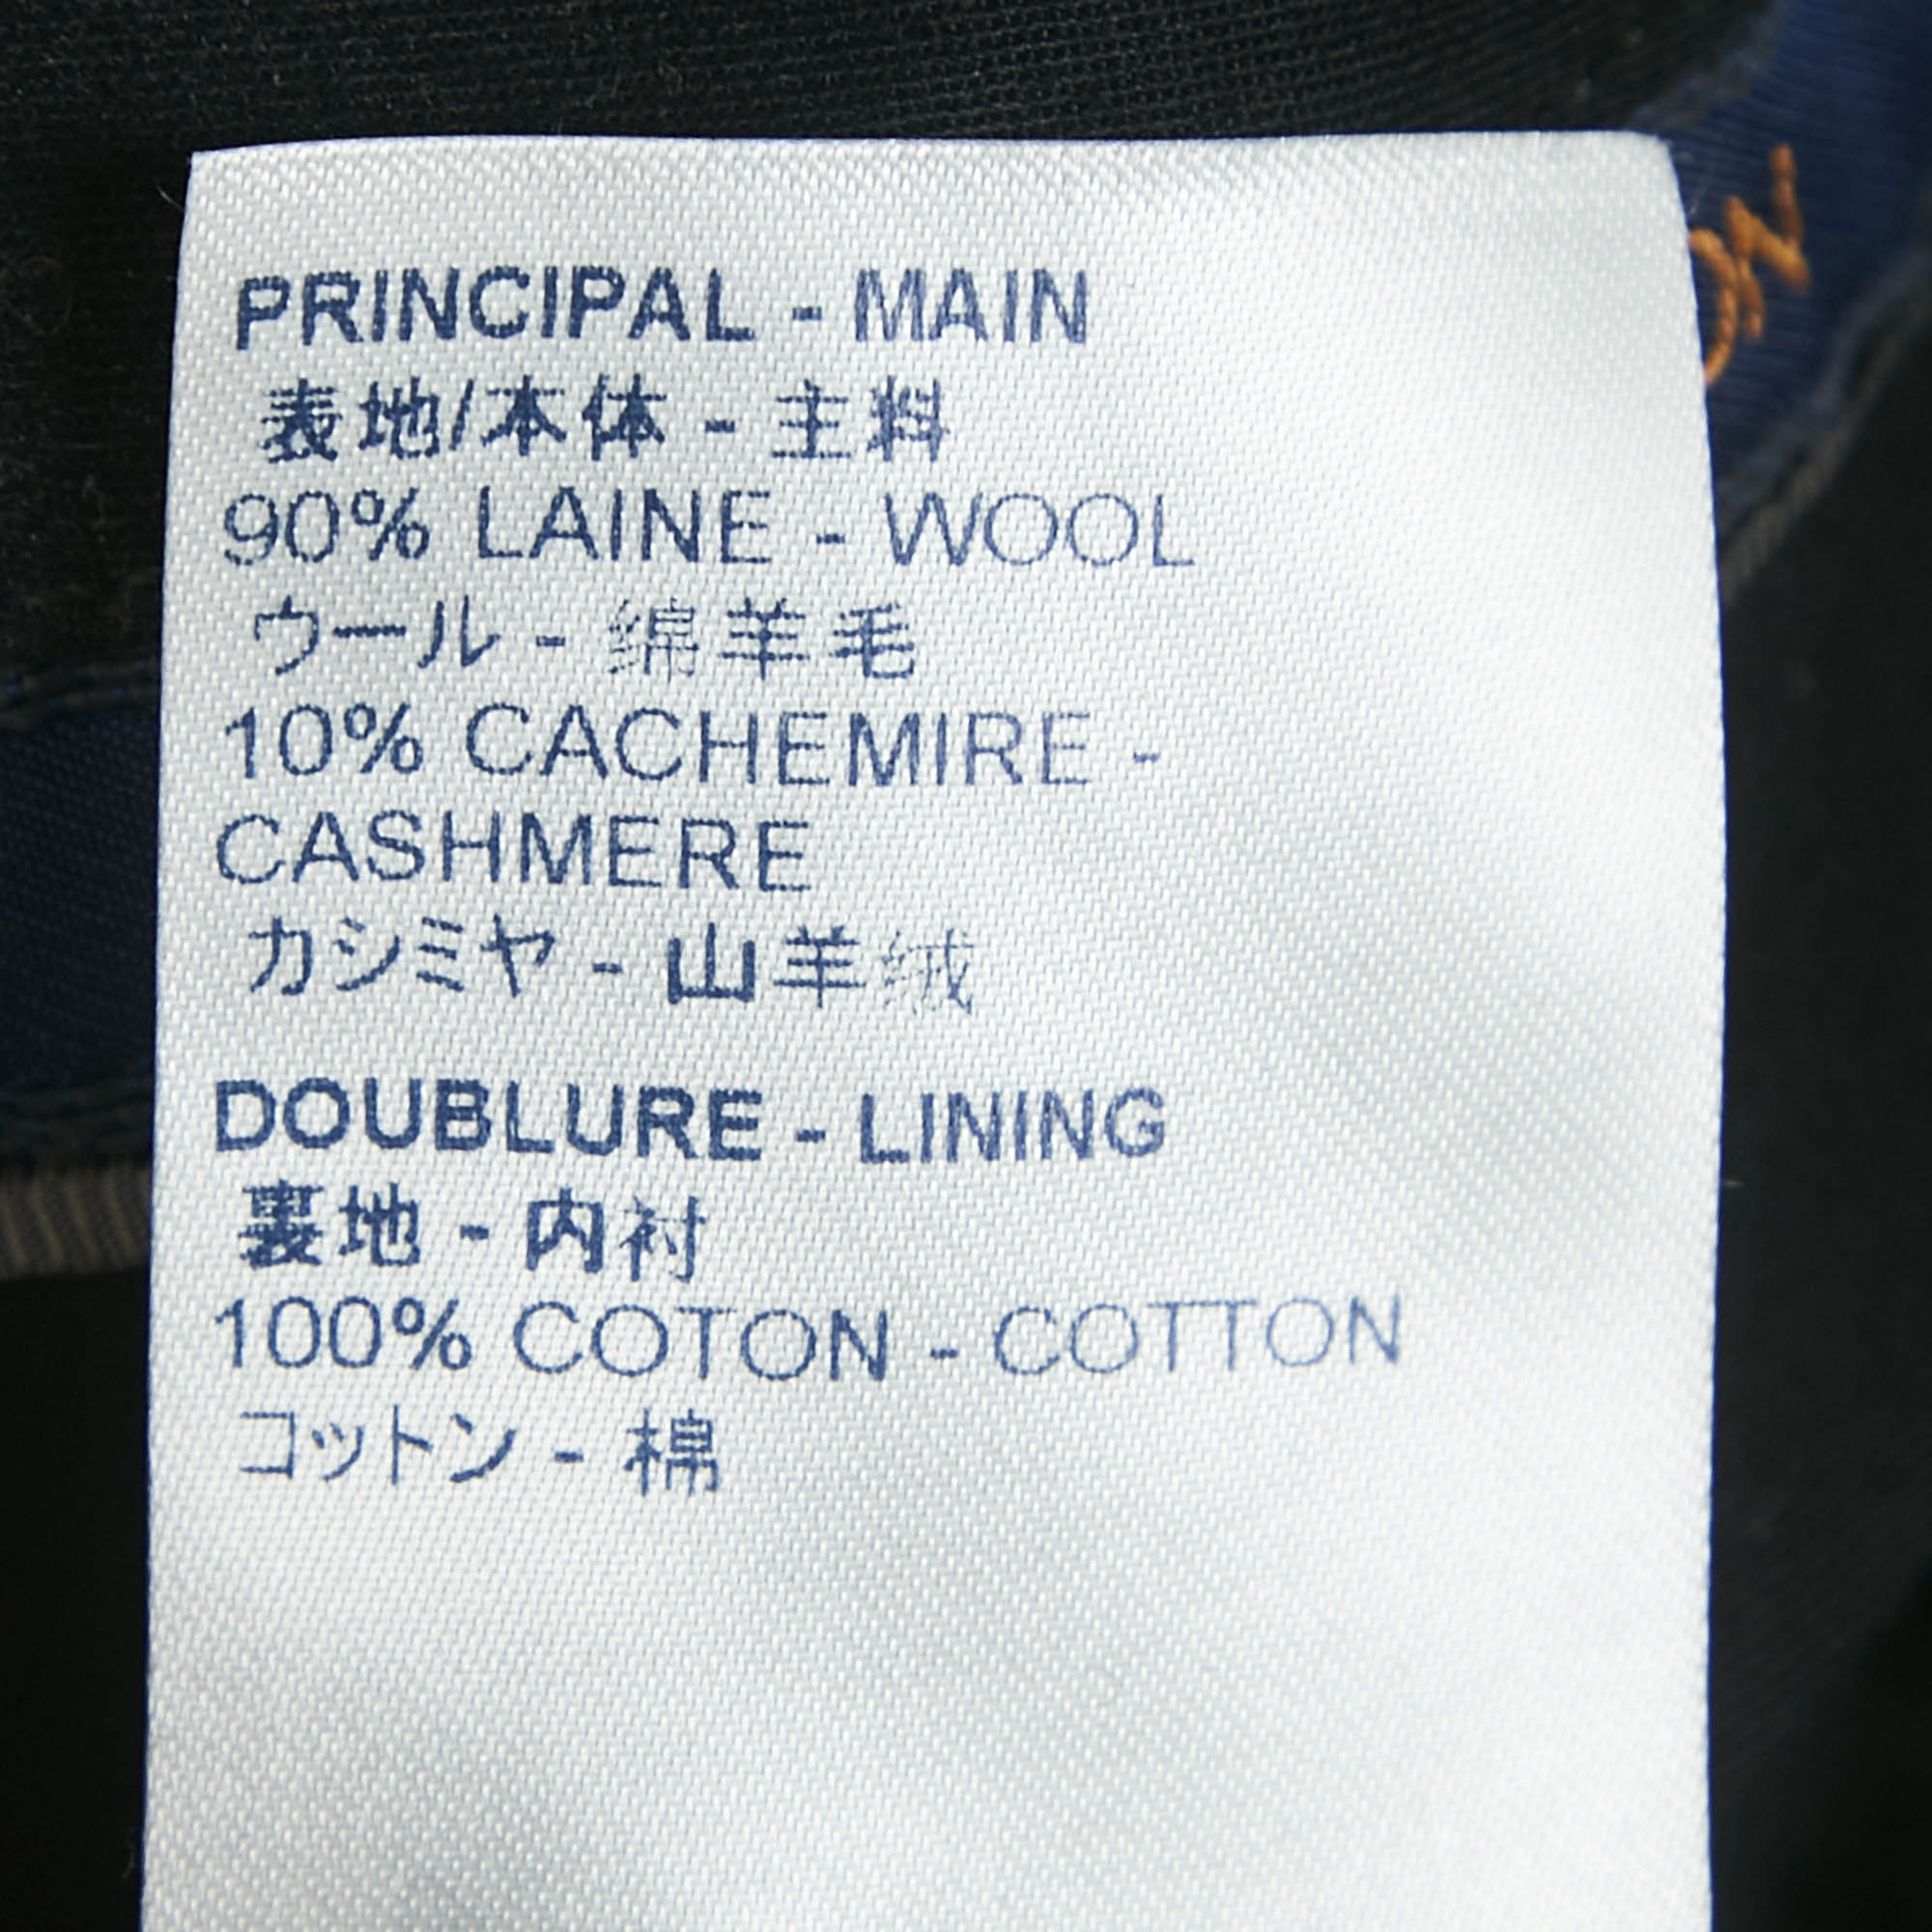 PRINCIPAL - MAIN
表地/本体 - 主料
90% LAINE - WOOL
ウール - 绵羊毛
10% CACHEMIRE -
CASHMERE
カシミヤ - 山羊绒
DOUBLURE - LINING
裏地 - 内衬
100% COTON - COTTON
コットン - 棉